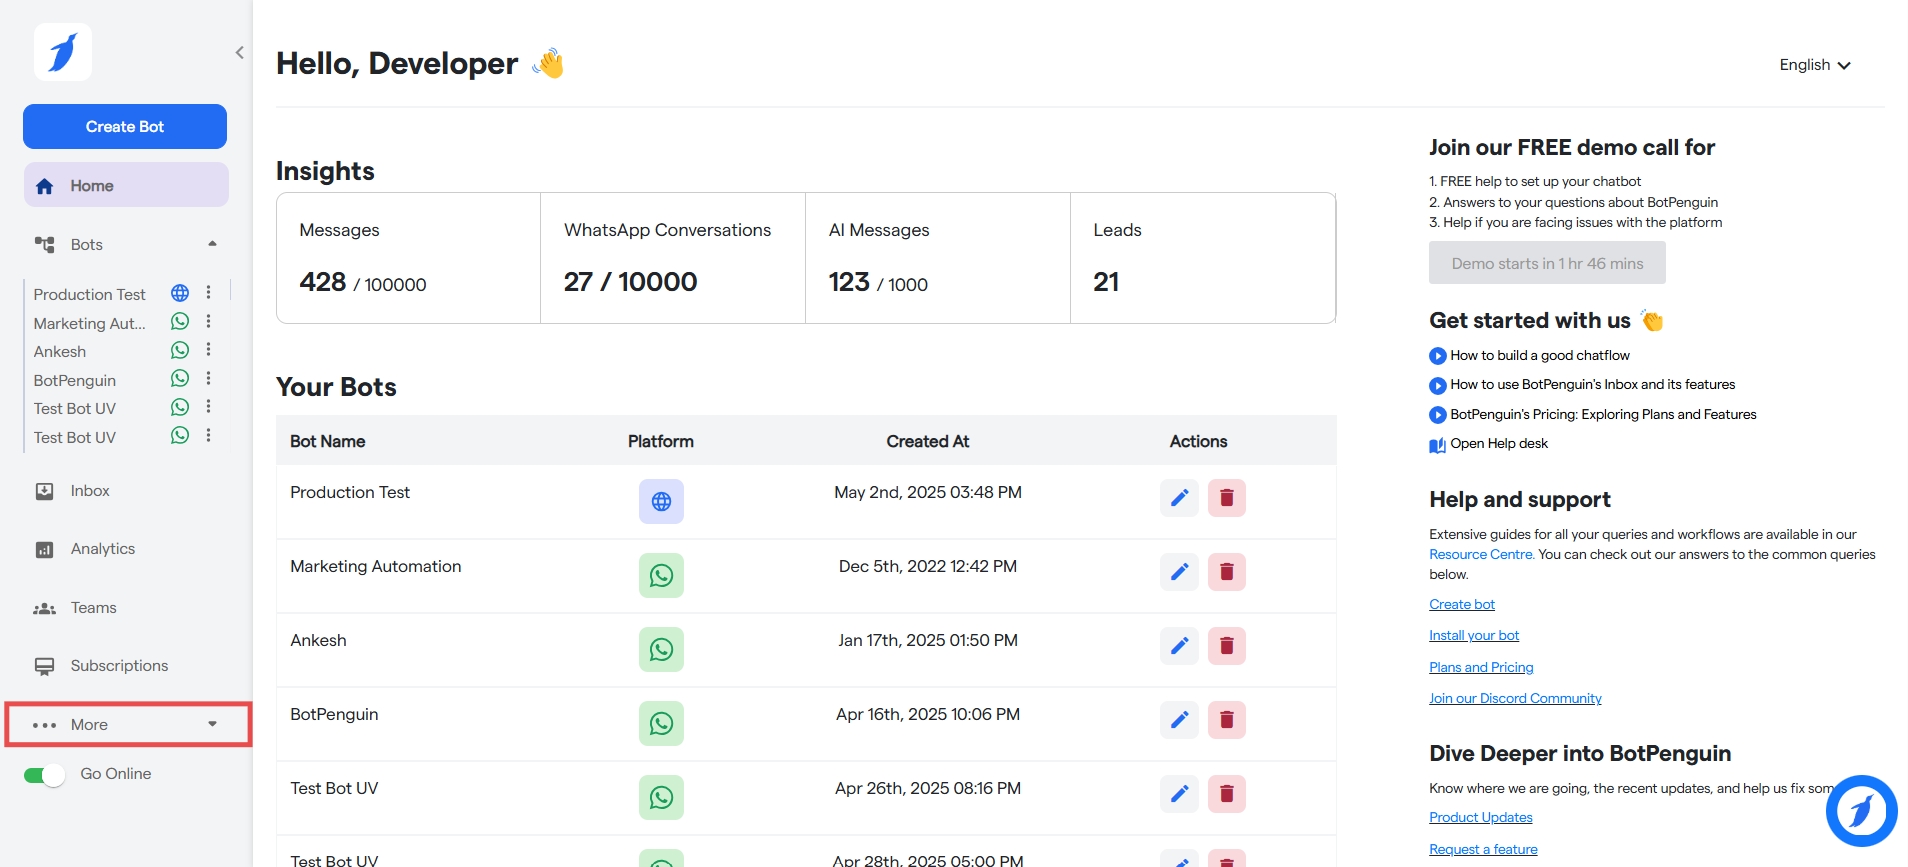 Create Bot
Home
Bots
Production Test
Marketing Aut...
Ankesh
BotPenguin
Test Bot UV
Test Bot UV
Inbox
Analytics
Teams
Subscriptions
More
Go Online
Hello, Developer
English
Insights
Messages
428 / 100000
WhatsApp Conversations
27 / 10000
AI Messages
123 / 1000
Leads
21
Your Bots
Bot Name Platform Created At Actions
Production Test May 2nd, 2025 03:48 PM
Marketing Automation Dec 5th, 2022 12:42 PM
Ankesh Jan 17th, 2025 01:50 PM
BotPenguin Apr 16th, 2025 10:06 PM
Test Bot UV Apr 26th, 2025 08:16 PM
Test Bot UV Apr 28th, 2025 05:00 PM
Join our FREE demo call for
1. FREE help to set up your chatbot
2. Answers to your questions about BotPenguin
3. Help if you are facing issues with the platform
Demo starts in 1 hr 46 mins
Get started with us
How to build a good chatflow
How to use BotPenguin's Inbox and its features
BotPenguin's Pricing: Exploring Plans and Features
Open Help desk
Help and support
Extensive guides for all your queries and workflows are available in our
Resource Centre. You can check out our answers to the common queries
below.
Create bot
Install your bot
Plans and Pricing
Join our Discord Community
Dive Deeper into BotPenguin
Know where we are going, the recent updates, and help us fix som
Product Updates
Request a feature